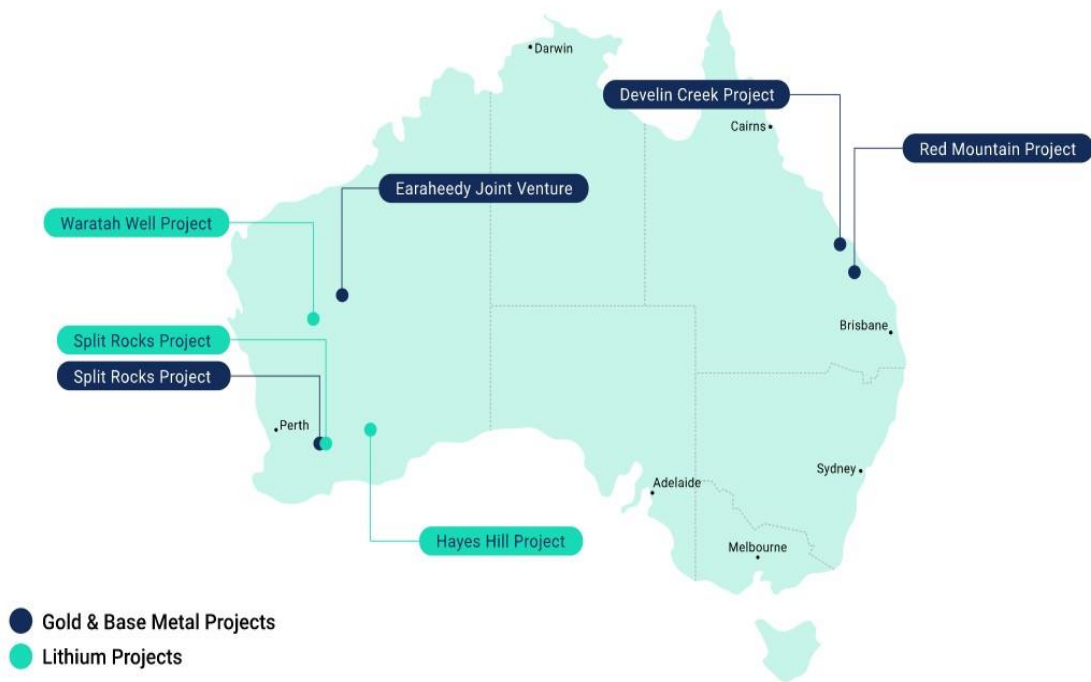 Darwin
Develin Creek Project
Cairns
Red Mountain Project
Earaheedy Joint Venture
Waratah Well Project
Split Rocks Project
Brisbane
Split Rocks Project
Perth
Sydney
Adelaide
Hayes Hill Project
Melbourne
Gold & Base Metal Projects
Lithium Projects